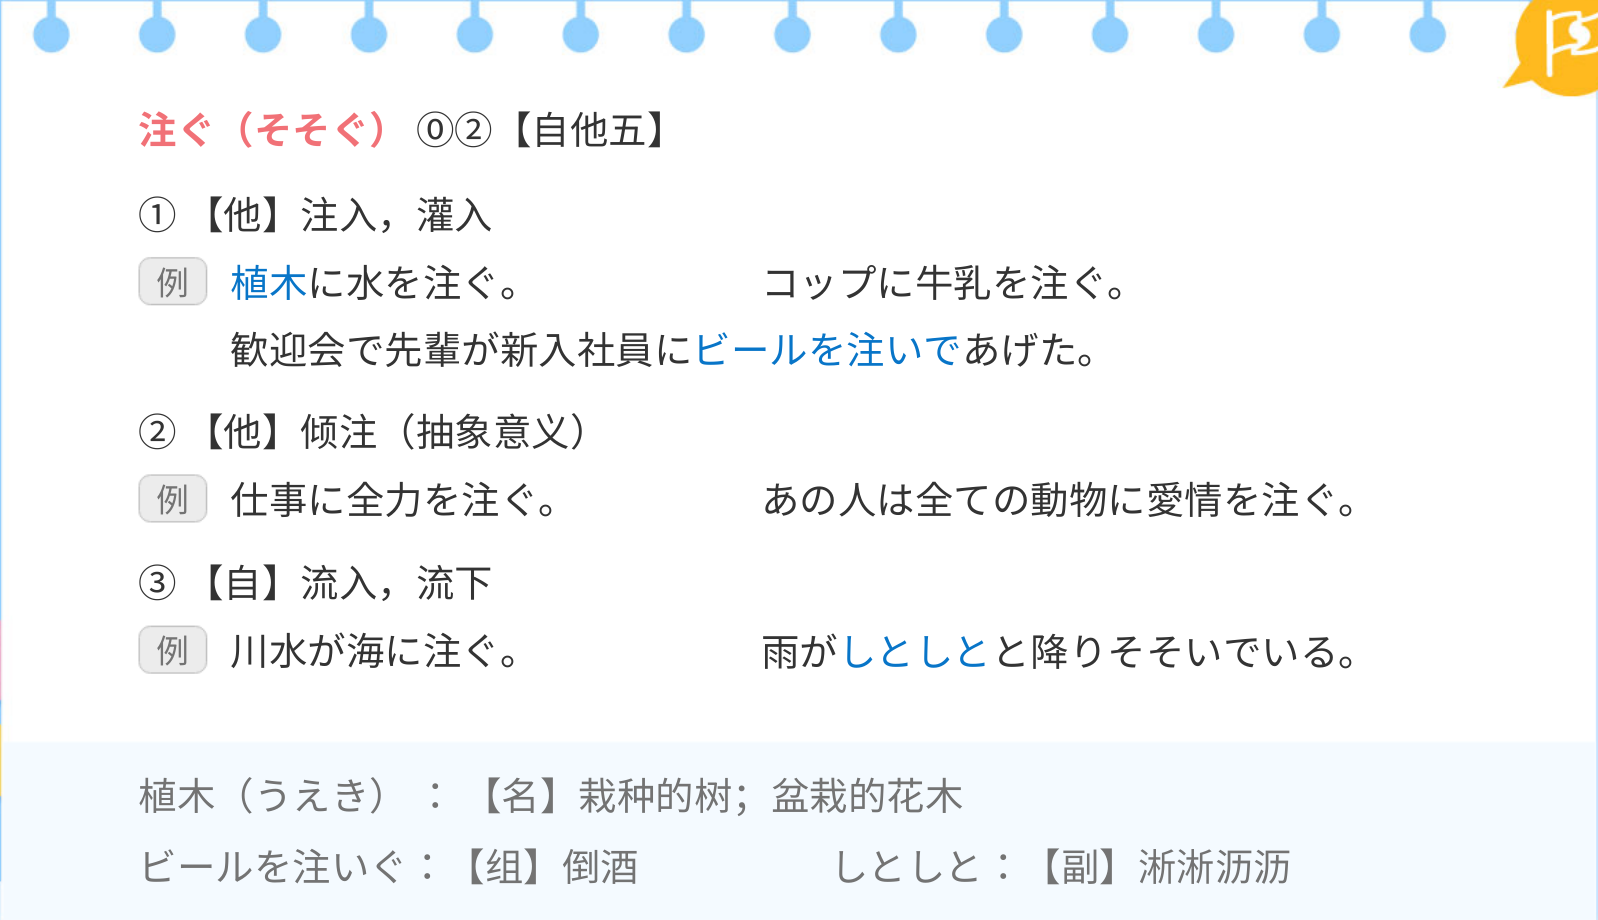 注ぐ（そそぐ） ⓪②【自他五】
① 【他】注入，灌入
例 植木に水を注ぐ。 コップに牛乳を注ぐ。
歓迎会で先輩が新入社員にビールを注いであげた。
② 【他】倾注（抽象意义）
例 仕事に全力を注ぐ。 あの人は全ての動物に愛情を注ぐ。
③ 【自】流入，流下
例 川水が海に注ぐ。 雨がしとしとと降りそそいでいる。
植木（うえき） ： 【名】栽种的树；盆栽的花木
ビールを注いぐ：【组】倒酒 しとしと：【副】淅淅沥沥